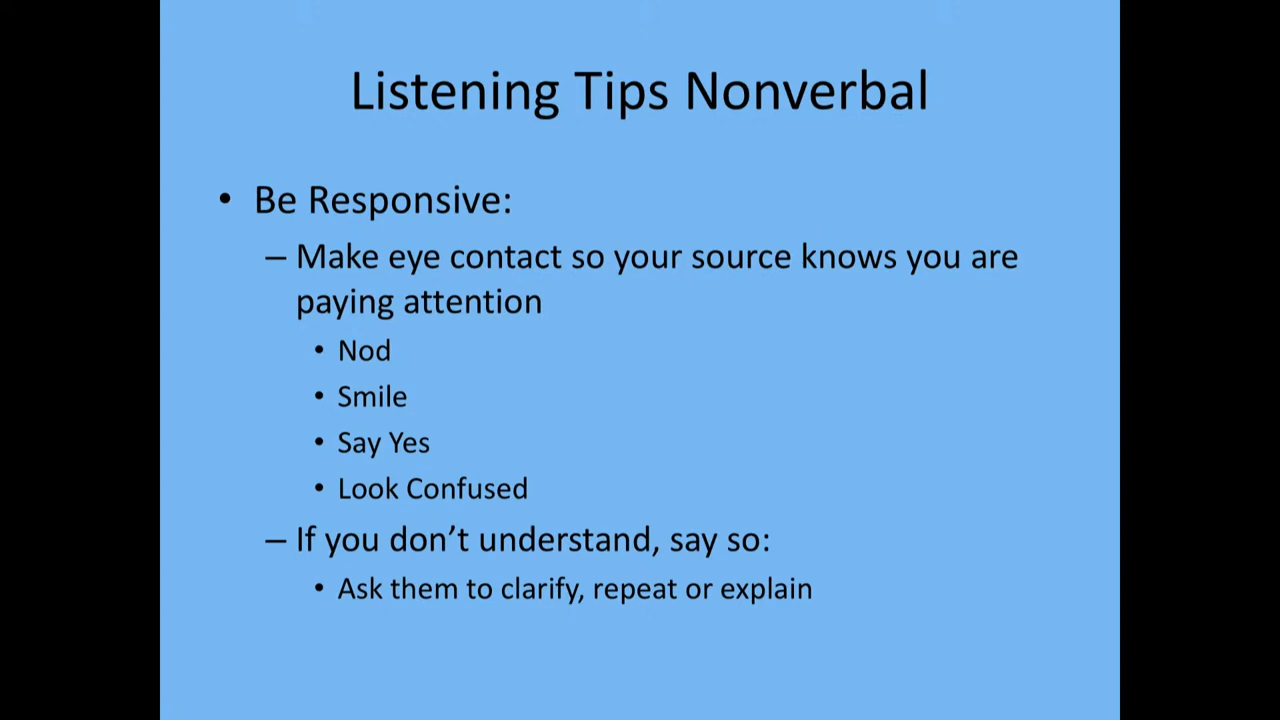 Listening Tips Nonverbal
• Be Responsive:
– Make eye contact so your source knows you are
paying attention
• Nod
• Smile
• Say Yes
• Look Confused
– If you don’t understand, say so:
• Ask them to clarify, repeat or explain